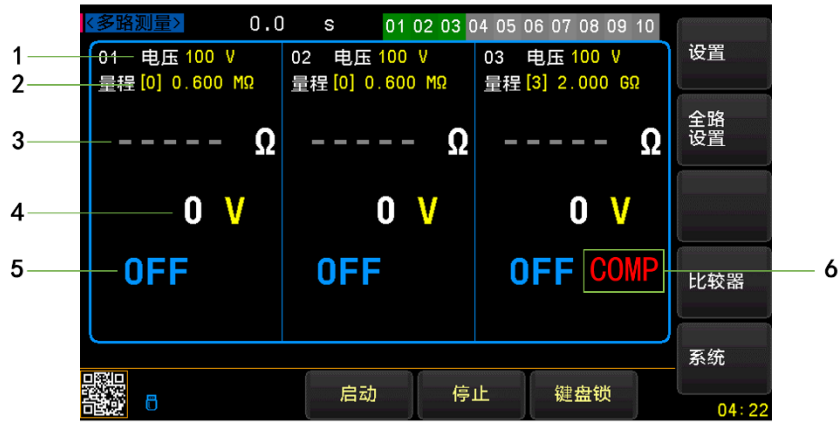 <多路测量> 0.0 s 01 02 03 04 05 06 07 08 09 10
设置
1 01 电压 100 V 02 电压 100 V 03 电压 100 V
2 量程 [0] 0.600 MΩ 量程 [0] 0.600 MΩ 量程 [3] 2.000 GΩ
全路
设置
3 ----- Ω ----- Ω ----- Ω
4 0 V 0 V 0 V
5 OFF OFF OFF COMP 6
比较器
系统
启动 停止 键盘锁
04:22